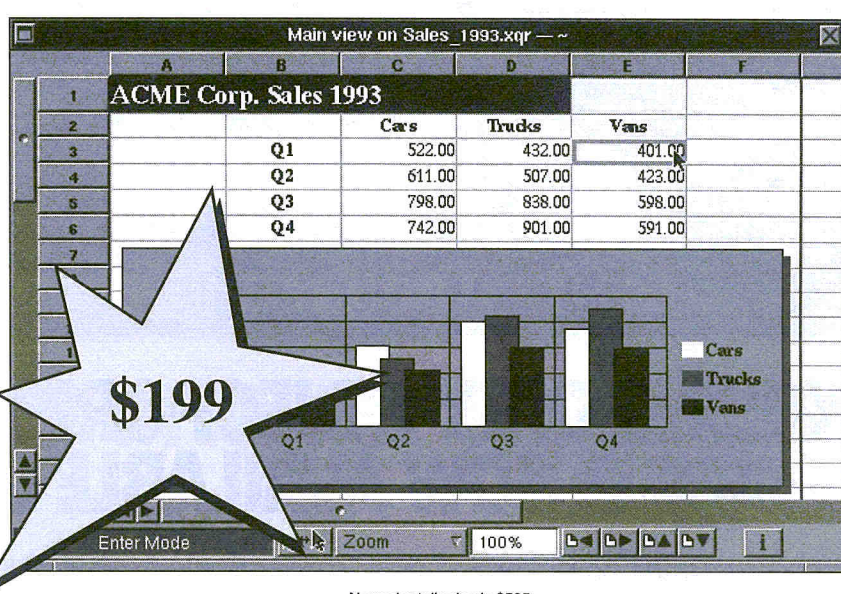 Main view on Sales_1993.xqr — ~
A B C D E F
1 ACME Corp. Sales 1993
2 Cars Trucks Vans
3 Q1 522.00 432.00 401.00
4 Q2 611.00 507.00 423.00
5 Q3 798.00 838.00 598.00
6 Q4 742.00 901.00 591.00
7
Cars
Trucks
Vans
$199
Q1 Q2 Q3 Q4
Enter Mode Zoom 100% i